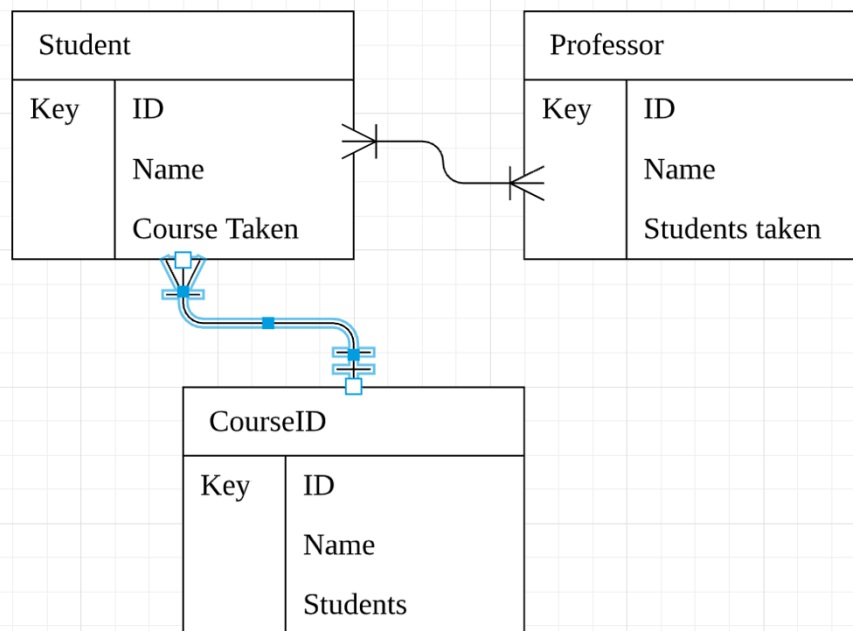 Student
Key
ID
Name
Course Taken
Professor
Key
ID
Name
Students taken
CourseID
Key
ID
Name
Students